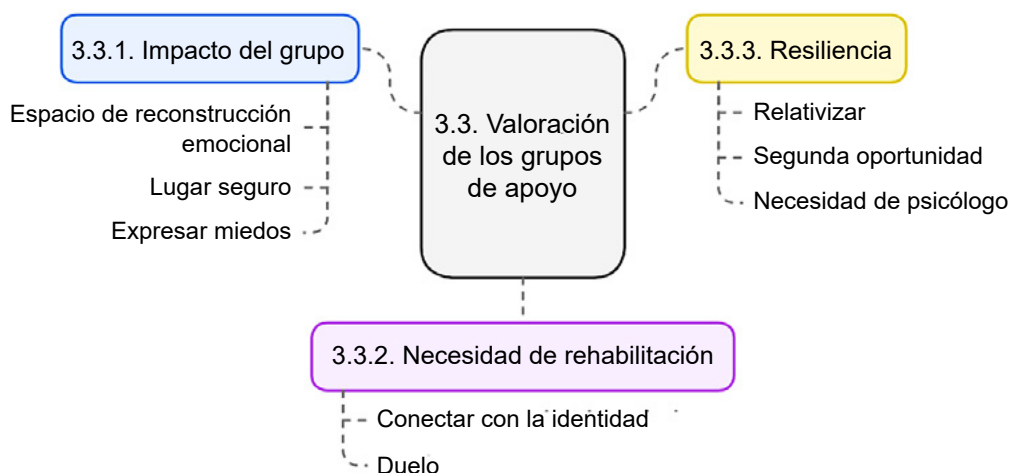 3.3. Valoración
de los grupos
de apoyo
3.3.1. Impacto del grupo
Espacio de reconstrucción
emocional
Lugar seguro
Expresar miedos
3.3.2. Necesidad de rehabilitación
Conectar con la identidad
Duelo
3.3.3. Resiliencia
Relativizar
Segunda oportunidad
Necesidad de psicólogo